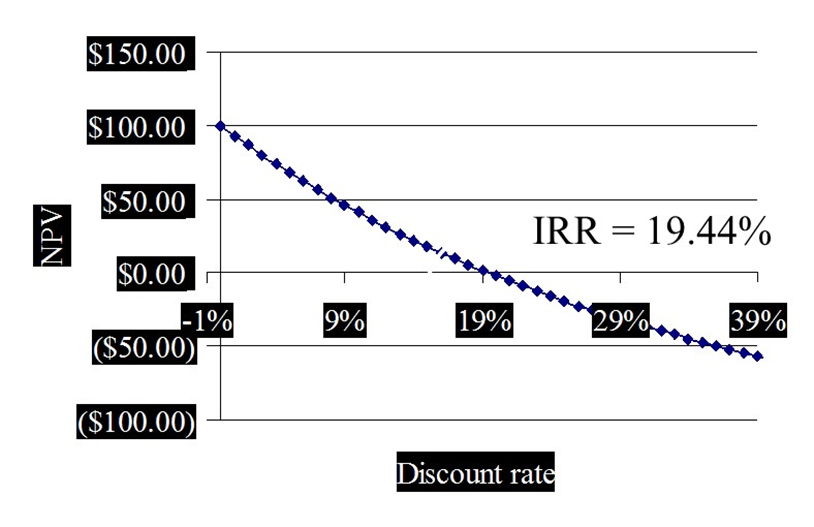 $150.00
$100.00
$50.00
NPV
IRR = 19.44%
$0.00
-1% 9% 19% 29% 39%
($50.00)
($100.00)
Discount rate